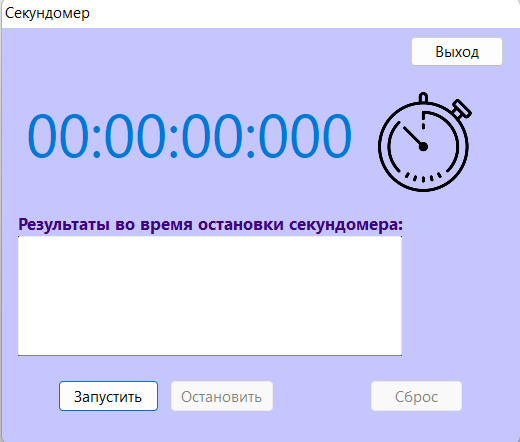 Секундомер
Выход
00:00:00:000
Результаты во время остановки секундомера:
Запустить Остановить Сброс